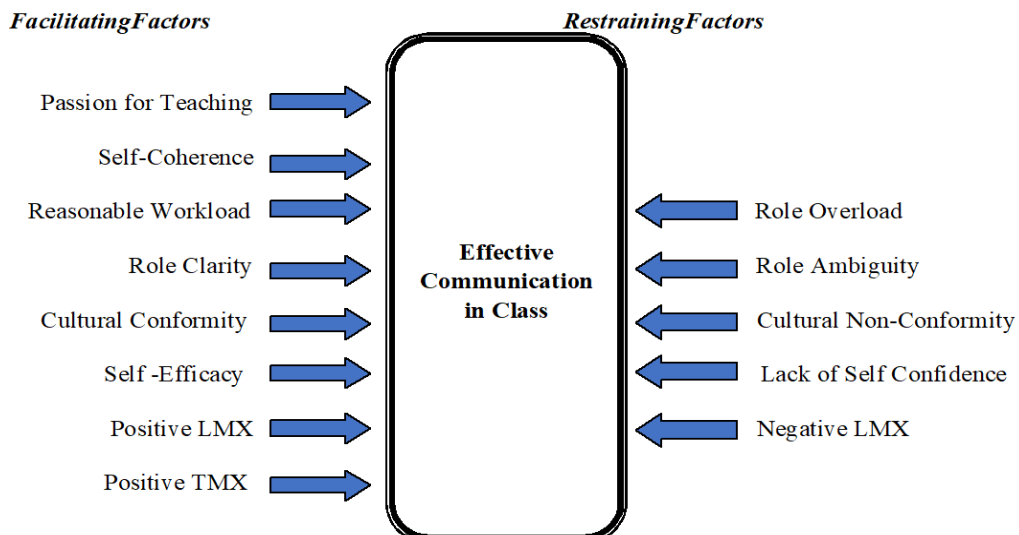 FacilitatingFactors
RestrainingFactors
Passion for Teaching
Self-Coherence
Reasonable Workload
Role Clarity
Cultural Conformity
Self -Efficacy
Positive LMX
Positive TMX
Effective
Communication
in Class
Role Overload
Role Ambiguity
Cultural Non-Conformity
Lack of Self Confidence
Negative LMX